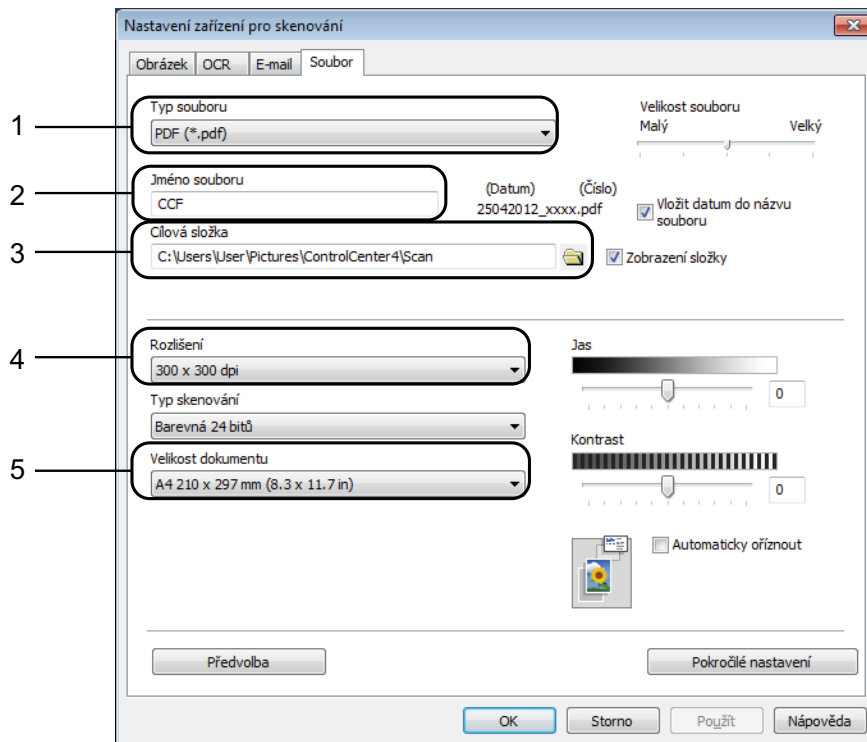 Nastavení zařízení pro skenování
Obrázek OCR E-mail Soubor
1
Typ souboru
PDF (*.pdf)
Velikost souboru
Malý Velký
2
Jméno souboru
CCF
(Datum) (Číslo)
25042012_xxxx.pdf
Vložit datum do názvu
souboru
3
Cílová složka
C:\Users\User\Pictures\ControlCenter4\Scan
Zobrazení složky
4
Rozlišení
300 x 300 dpi
Typ skenování
Barevná 24 bitů
5
Velikost dokumentu
A4 210 x 297 mm (8.3 x 11.7 in)
Jas
0
Kontrast
0
Automaticky oříznout
Předvolba
Pokročilé nastavení
OK Storno Použít Nápověda